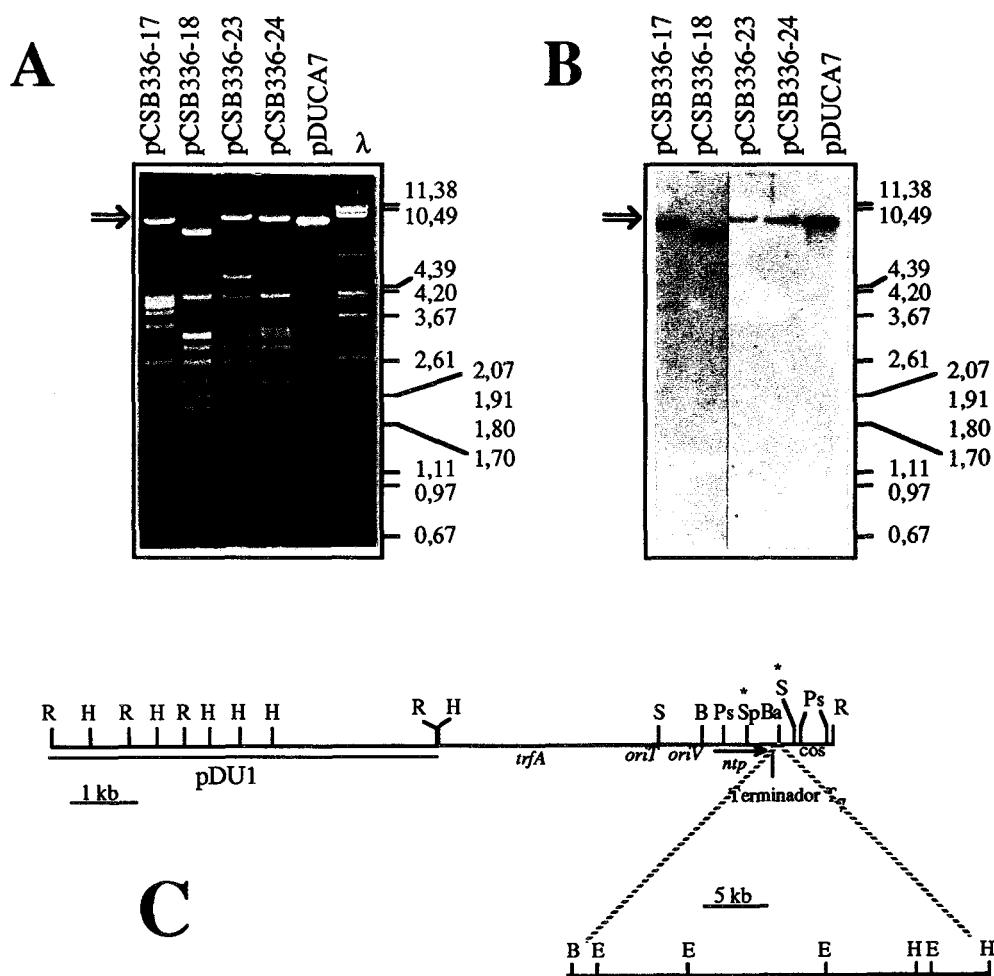 A
pCSB336-17
pCSB336-18
pCSB336-23
pCSB336-24
pDUCA7
λ
11,38
10,49
4,39
4,20
3,67
2,61
2,07
1,91
1,80
1,70
1,11
0,97
0,67
B
pCSB336-17
pCSB336-18
pCSB336-23
pCSB336-24
pDUCA7
11,38
10,49
4,39
4,20
3,67
2,61
2,07
1,91
1,80
1,70
1,11
0,97
0,67
* *
R H R H R H H H R H S B Ps Sp Ba S Ps R
trfA oriT oriV ntp cos
pDU1
Terminador
1 kb
C
5 kb
B E E E H E H